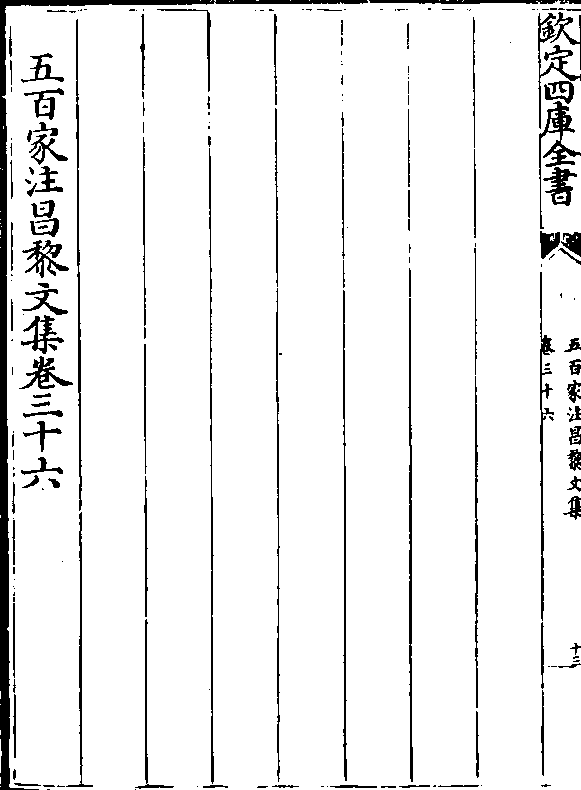 欽定四庫全書
五百家注昌黎文集
卷三十六
十三
五百家注昌黎文集卷三十六